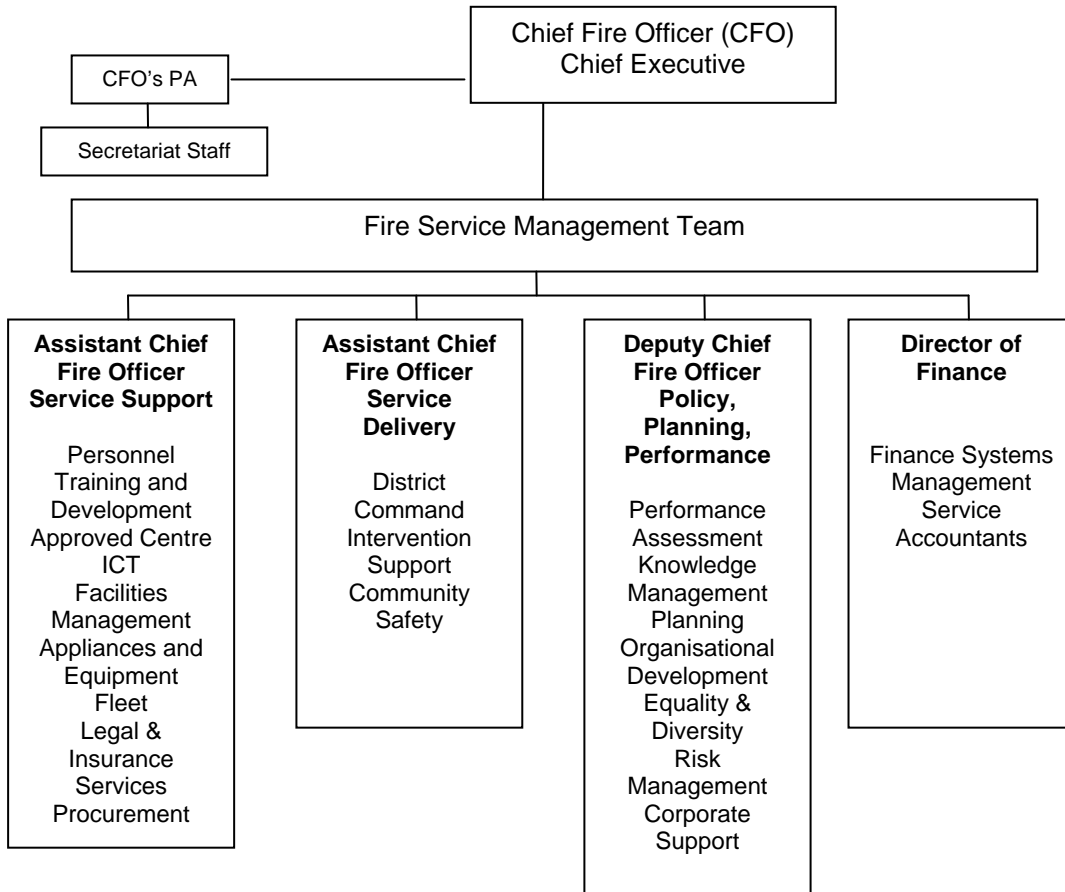 Chief Fire Officer (CFO)
Chief Executive
CFO's PA
Secretariat Staff
Fire Service Management Team
Assistant Chief
Fire Officer
Service Support
Personnel
Training and
Development
Approved Centre
ICT
Facilities
Management
Appliances and
Equipment
Fleet
Legal &
Insurance
Services
Procurement
Assistant Chief
Fire Officer
Service
Delivery
District
Command
Intervention
Support
Community
Safety
Deputy Chief
Fire Officer
Policy,
Planning,
Performance
Performance
Assessment
Knowledge
Management
Planning
Organisational
Development
Equality &
Diversity
Risk
Management
Corporate
Support
Director of
Finance
Finance Systems
Management
Service
Accountants